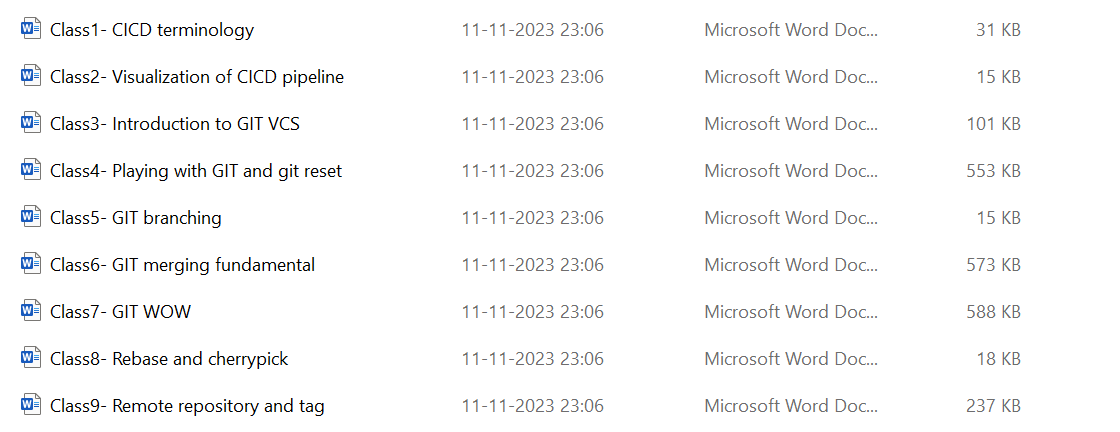 Class1- CICD terminology 11-11-2023 23:06 Microsoft Word Doc... 31 KB
Class2- Visualization of CICD pipeline 11-11-2023 23:06 Microsoft Word Doc... 15 KB
Class3- Introduction to GIT VCS 11-11-2023 23:06 Microsoft Word Doc... 101 KB
Class4- Playing with GIT and git reset 11-11-2023 23:06 Microsoft Word Doc... 553 KB
Class5- GIT branching 11-11-2023 23:06 Microsoft Word Doc... 15 KB
Class6- GIT merging fundamental 11-11-2023 23:06 Microsoft Word Doc... 573 KB
Class7- GIT WOW 11-11-2023 23:06 Microsoft Word Doc... 588 KB
Class8- Rebase and cherrypick 11-11-2023 23:06 Microsoft Word Doc... 18 KB
Class9- Remote repository and tag 11-11-2023 23:06 Microsoft Word Doc... 237 KB